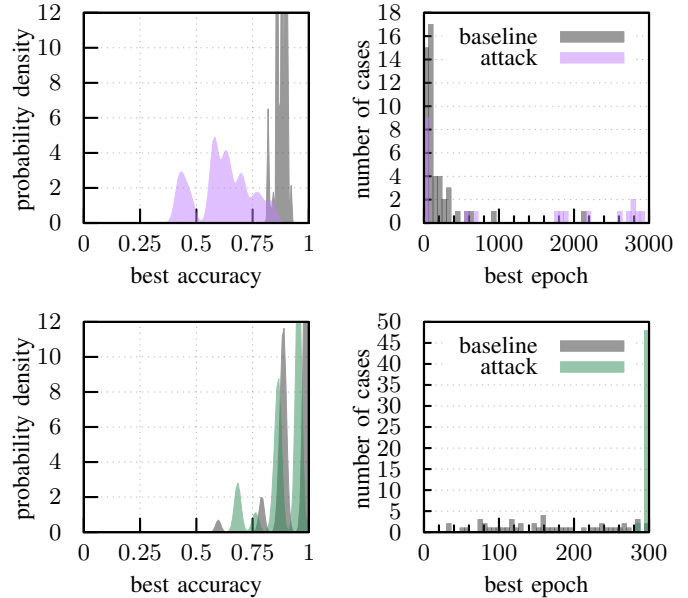 12
10
8
6
4
2
0
probability density
0 0.25 0.5 0.75 1
best accuracy
18
16
14
12
10
8
6
4
2
0
number of cases
baseline
attack
0 1000 2000 3000
best epoch
12
10
8
6
4
2
0
probability density
0 0.25 0.5 0.75 1
best accuracy
50
45
40
35
30
25
20
15
10
5
0
number of cases
baseline
attack
0 100 200 300
best epoch